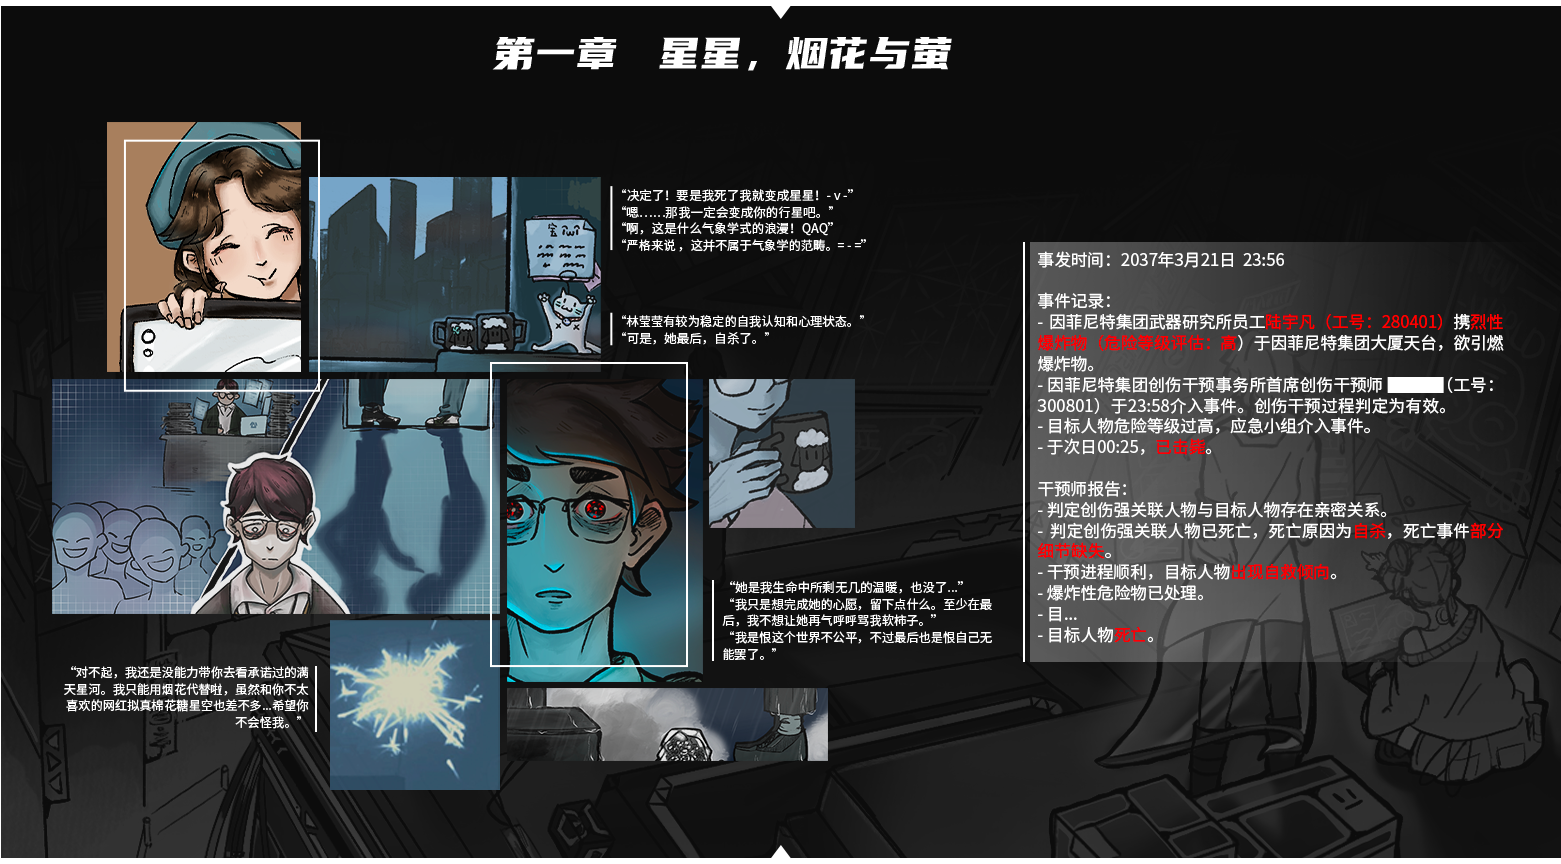 第一章 星星，烟花与萤
“决定了！要是我死了我就变成星星！- v -”
“嗯……那我一定会变成你的行星吧。”
“啊，这是什么气象学式的浪漫！QAQ”
“严格来说，这并不属于气象学的范畴。= - =”
“林莹莹有较为稳定的自我认知和心理状态。”
“可是，她最后，自杀了。”
“她是我生命中所剩无几的温暖，也没了...”
“我只是想完成她的心愿，留下点什么。至少在最
后，我不想让她再气呼呼骂我软柿子。”
“我是恨这个世界不公平，不过最后也是恨自己无
能罢了。”
“对不起，我还是没能力带你去看承诺过的满
天星河。我只能用烟花代替啦，虽然和你不太
喜欢的网红拟真棉花糖星空也差不多...希望你
不会怪我。”
事发时间：2037年3月21日 23:56
事件记录：
- 因菲尼特集团武器研究所员工陆宇凡（工号：280401）携烈性
爆炸物（危险等级评估：高）于因菲尼特集团大厦天台，欲引燃
爆炸物。
- 因菲尼特集团创伤干预事务所首席创伤干预师（工号：
300801）于23:58介入事件。创伤干预过程判定为有效。
- 目标人物危险等级过高，应急小组介入事件。
- 于次日00:25，已击毙。
干预师报告：
- 判定创伤强关联人物与目标人物存在亲密关系。
- 判定创伤强关联人物已死亡，死亡原因为自杀，死亡事件部分
细节缺失。
- 干预进程顺利，目标人物出现自救倾向。
- 爆炸性危险物已处理。
- 目...
- 目标人物死亡。